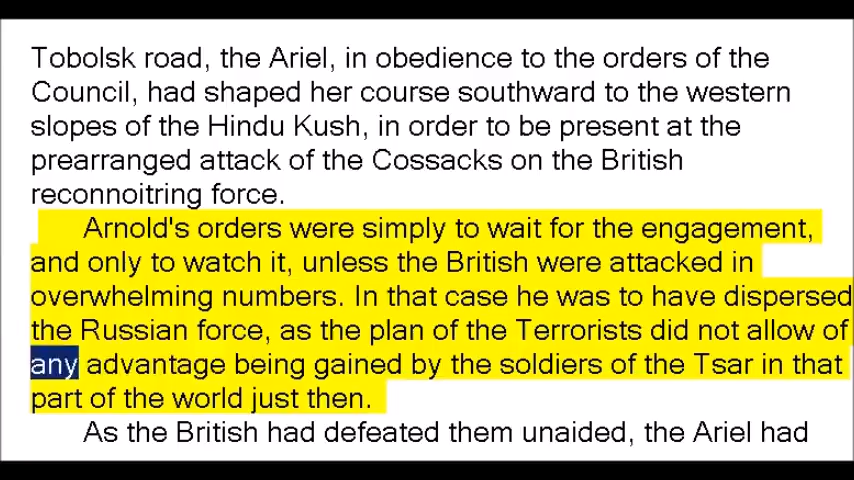 Tobolsk road, the Ariel, in obedience to the orders of the
Council, had shaped her course southward to the western
slopes of the Hindu Kush, in order to be present at the
prearranged attack of the Cossacks on the British
reconnoitring force.
Arnold's orders were simply to wait for the engagement,
and only to watch it, unless the British were attacked in
overwhelming numbers. In that case he was to have dispersed
the Russian force, as the plan of the Terrorists did not allow of
any advantage being gained by the soldiers of the Tsar in that
part of the world just then.
As the British had defeated them unaided, the Ariel had